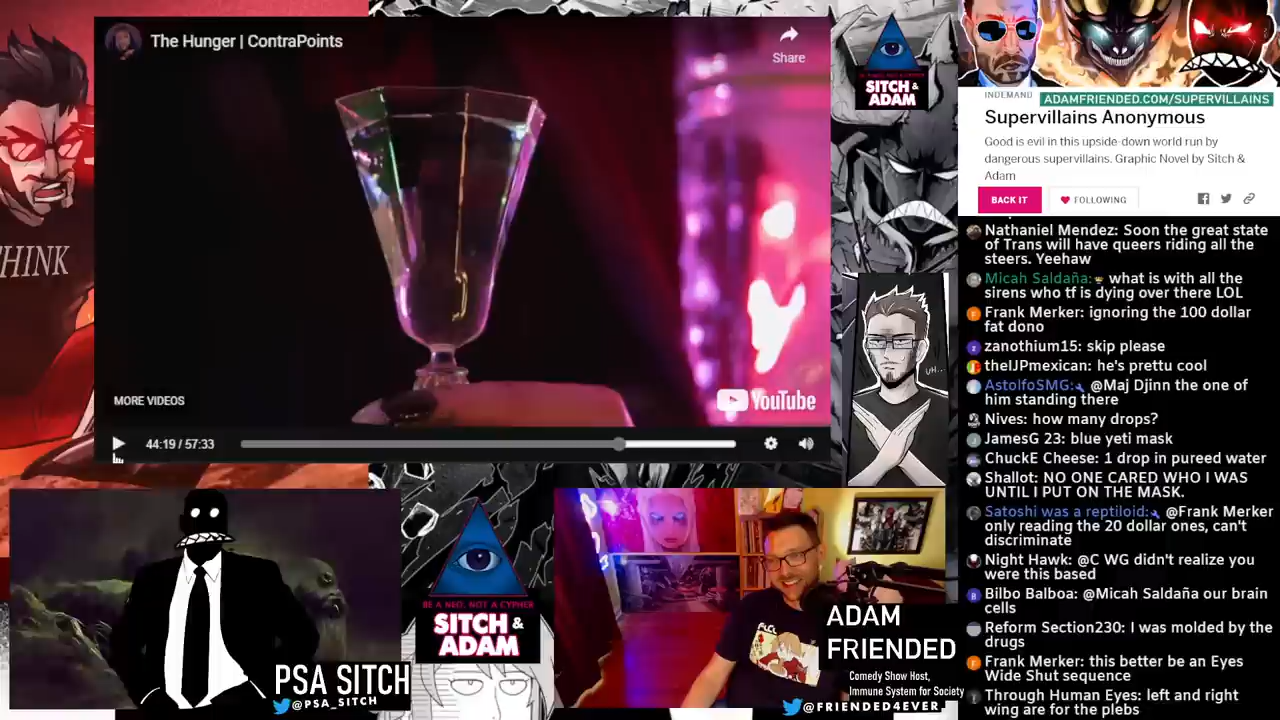 The Hunger | ContraPoints
Share
MORE VIDEOS
YouTube
44:19 / 57:33
THINK
SITCH &
ADAM
UH...
INDEMAND
ADAMFRIENDED.COM/SUPERVILLAINS
Supervillains Anonymous
Good is evil in this upside-down world run by
dangerous supervillains. Graphic Novel by Sitch &
Adam
BACK IT
FOLLOWING
Nathaniel Mendez: Soon the great state
of Trans will have queers riding all the
steers. Yeehaw
Micah Saldaña: what is with all the
sirens who tf is dying over there LOL
Frank Merker: ignoring the 100 dollar
fat dono
zanothium15: skip please
theIJPmexican: he's prettu cool
AstolfoSMG: @Maj Djinn the one of
him standing there
Nives: how many drops?
JamesG 23: blue yeti mask
ChuckE Cheese: 1 drop in pureed water
Shallot: NO ONE CARED WHO I WAS
UNTIL I PUT ON THE MASK.
Satoshi was a reptiloid: @Frank Merker
only reading the 20 dollar ones, can't
discriminate
Night Hawk: @C WG didn't realize you
were this based
Bilbo Balboa: @Micah Saldaña our brain
cells
Reform Section230: I was molded by the
drugs
Frank Merker: this better be an Eyes
Wide Shut sequence
Through Human Eyes: left and right
wing are for the plebs
PSA SITCH
@PSA_SITCH
BE A NEO, NOT A CYPHER
SITCH &
ADAM
ADAM
FRIENDED
Comedy Show Host,
Immune System for Society
@FRIENDED4EVER